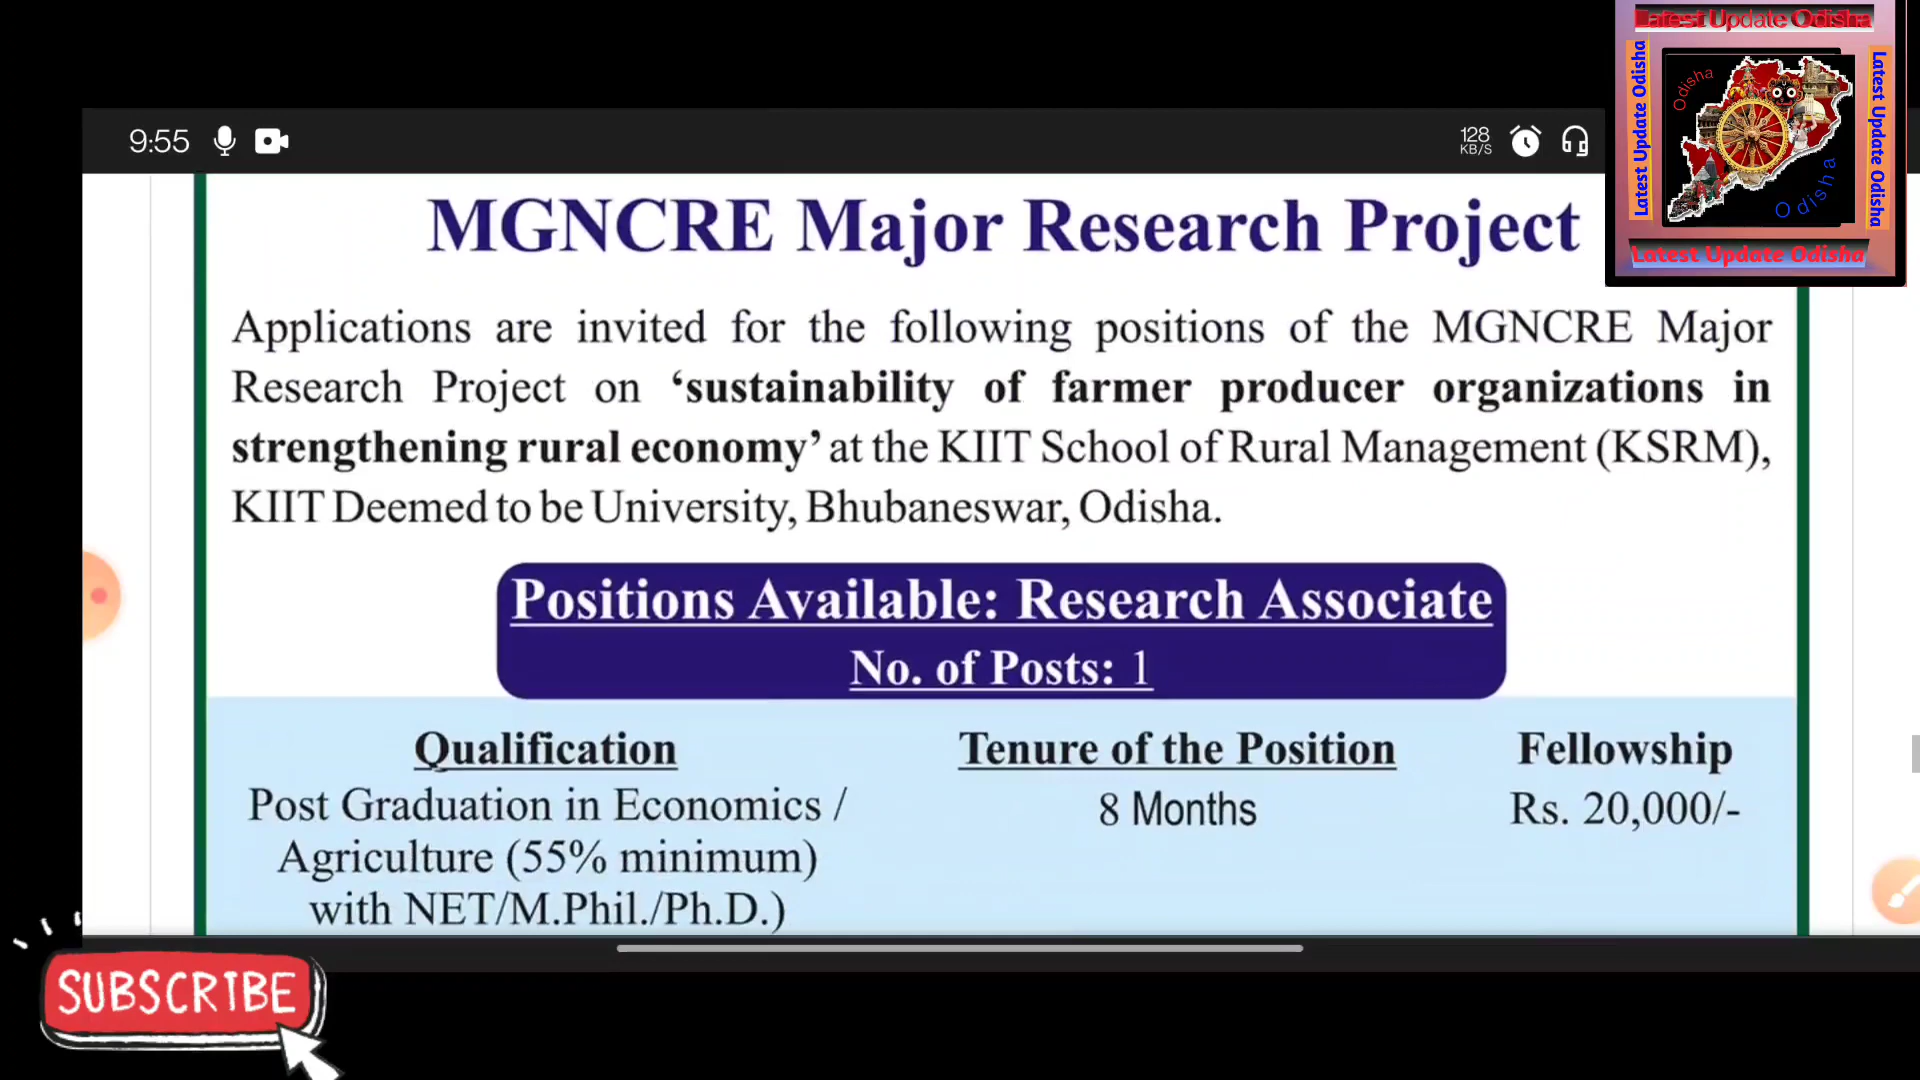 Latest Update Odisha
Latest Update Odisha
Latest Update Odisha
Odisha
Odisha
Latest Update Odisha
9:55
128
KB/S
MGNCRE Major Research Project
Applications are invited for the following positions of the MGNCRE Major
Research Project on ‘sustainability of farmer producer organizations in
strengthening rural economy’ at the KIIT School of Rural Management (KSRM),
KIIT Deemed to be University, Bhubaneswar, Odisha.
Positions Available: Research Associate
No. of Posts: 1
Qualification
Post Graduation in Economics /
Agriculture (55% minimum)
with NET/M.Phil./Ph.D.)
Tenure of the Position
8 Months
Fellowship
Rs. 20,000/-
SUBSCRIBE